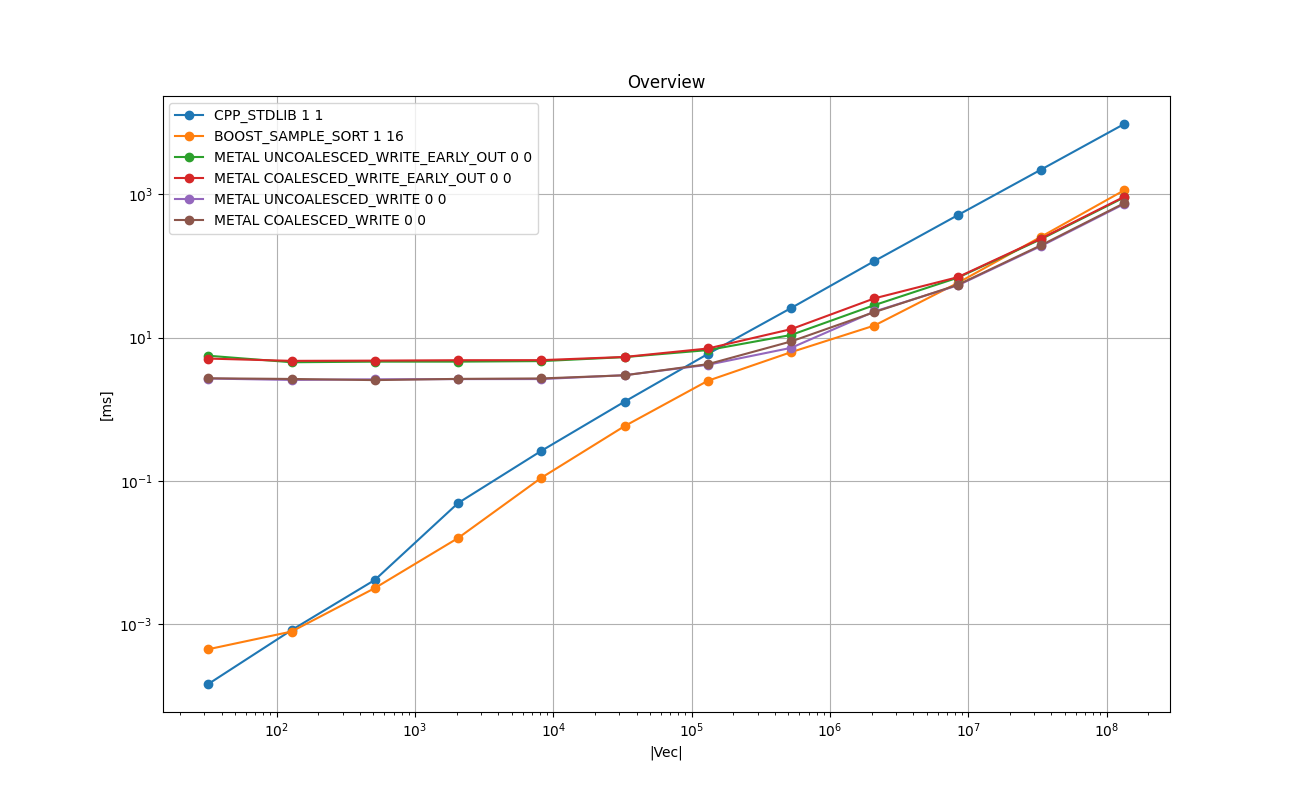 Overview
CPP_STDLIB 1 1
BOOST_SAMPLE_SORT 1 16
METAL UNCOALESCED_WRITE_EARLY_OUT 0 0
METAL COALESCED_WRITE_EARLY_OUT 0 0
METAL UNCOALESCED_WRITE 0 0
METAL COALESCED_WRITE 0 0
10³
10¹
10⁻¹
10⁻³
[ms]
10² 10³ 10⁴ 10⁵ 10⁶ 10⁷ 10⁸
|Vec|